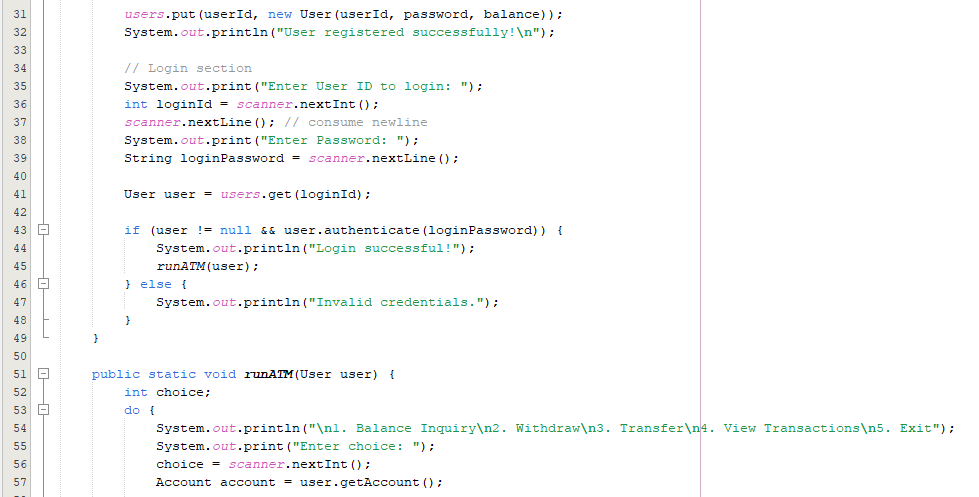 31 users.put(userId, new User(userId, password, balance));
32 System.out.println("User registered successfully!\n");
33
34 // Login section
35 System.out.print("Enter User ID to login: ");
36 int loginId = scanner.nextInt();
37 scanner.nextLine(); // consume newline
38 System.out.print("Enter Password: ");
39 String loginPassword = scanner.nextLine();
40
41 User user = users.get(loginId);
42
43 if (user != null && user.authenticate(loginPassword)) {
44 System.out.println("Login successful!");
45 runATM(user);
46 } else {
47 System.out.println("Invalid credentials.");
48 }
49 }
50
51 public static void runATM(User user) {
52 int choice;
53 do {
54 System.out.println("\n1. Balance Inquiry\n2. Withdraw\n3. Transfer\n4. View Transactions\n5. Exit");
55 System.out.print("Enter choice: ");
56 choice = scanner.nextInt();
57 Account account = user.getAccount();